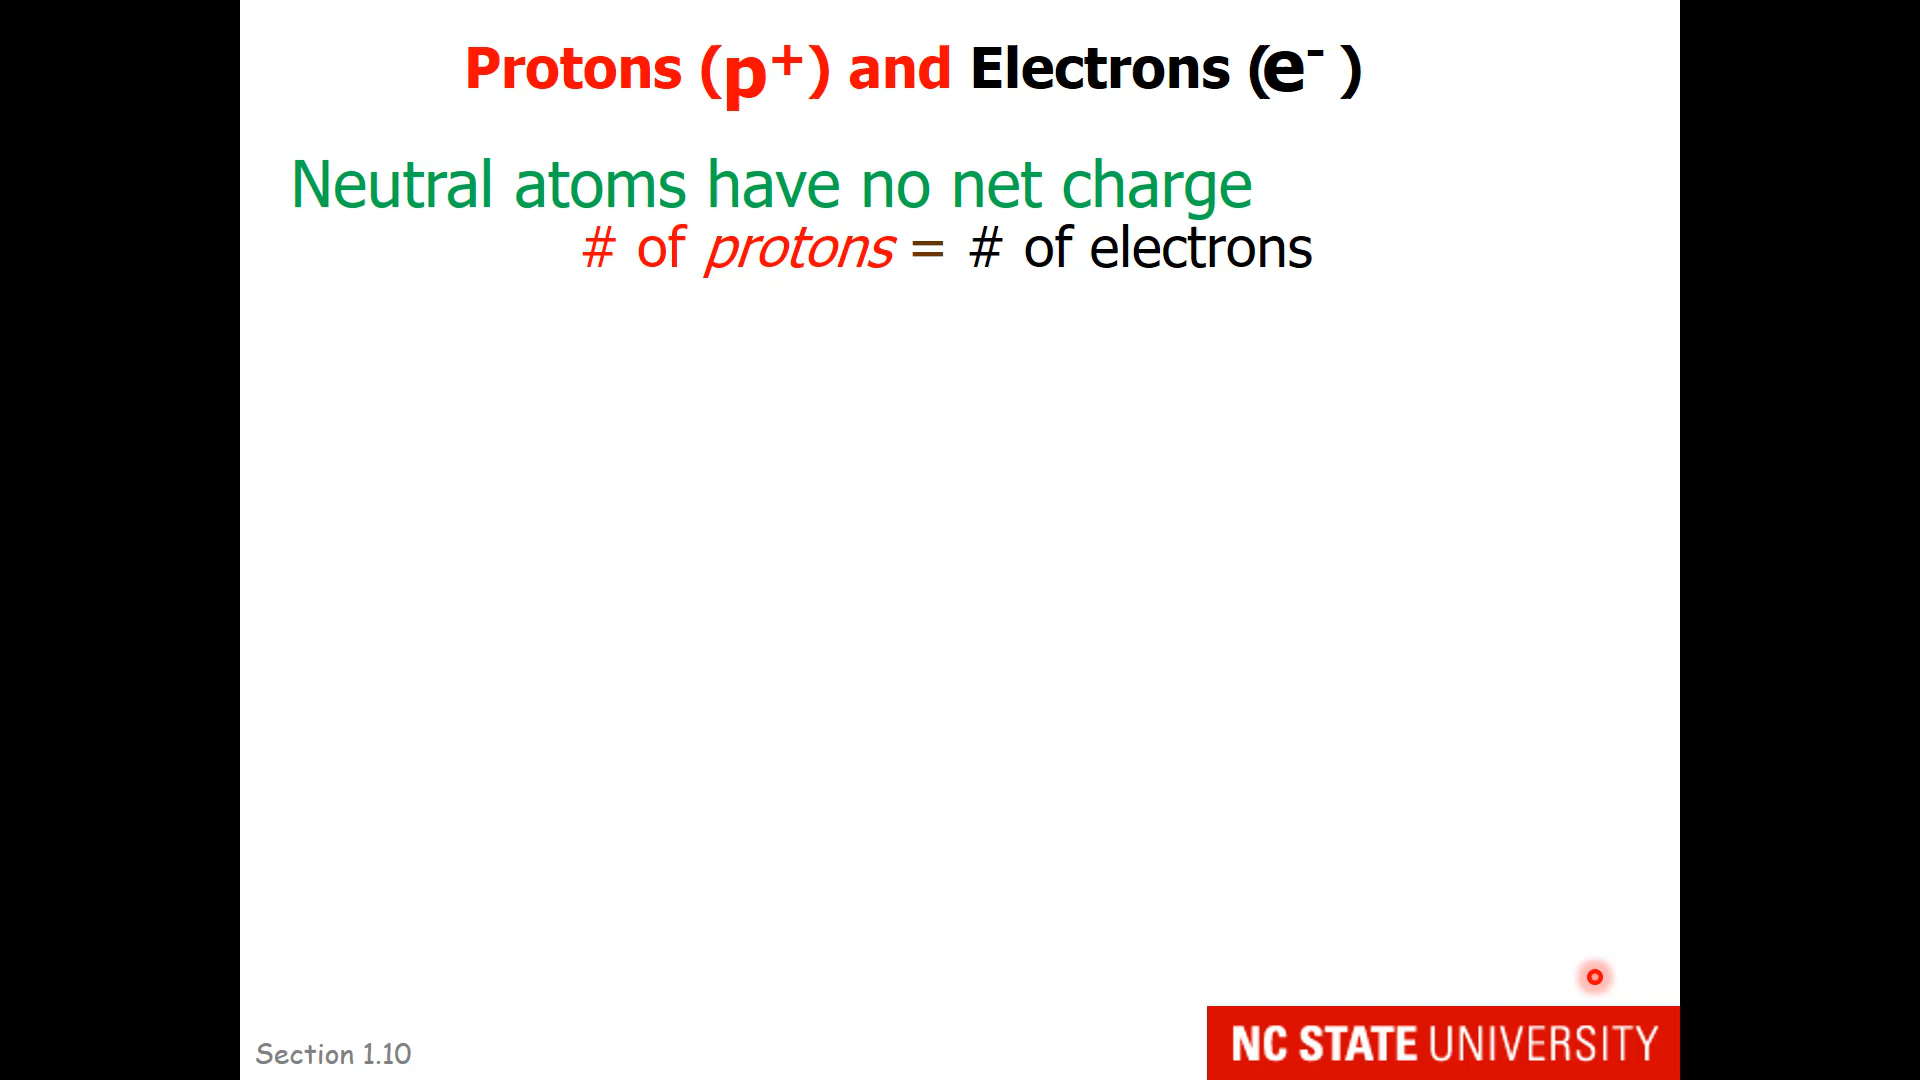 Protons (p⁺) and Electrons (e⁻ )
Neutral atoms have no net charge
# of protons = # of electrons
Section 1.10
NC STATE UNIVERSITY